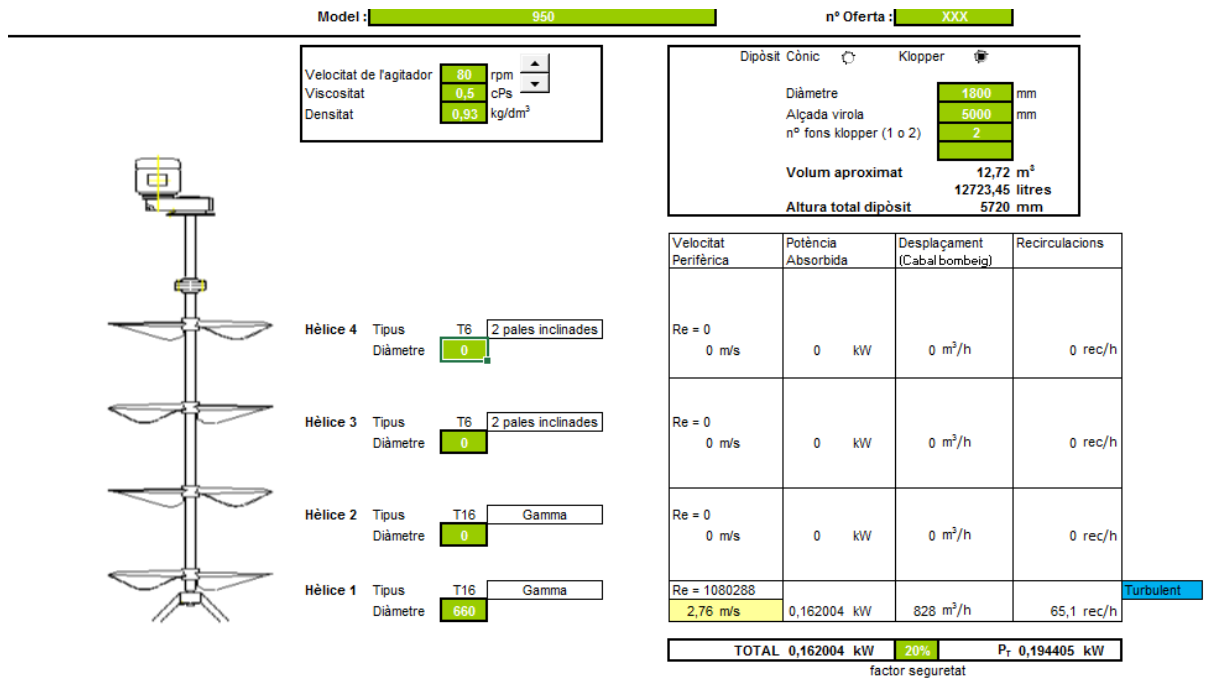 Model : 950 nº Oferta : XXX
Dipòsit Cònic Klopper
Velocitat de l'agitador 80 rpm
Viscositat 0,5 cPs
Densitat 0,93 kg/dm³
Diàmetre 1800 mm
Alçada virola 5000 mm
nº fons klopper (1 o 2) 2
Volum aproximat 12,72 m³
12723,45 litres
Altura total dipòsit 5720 mm
Velocitat Perifèrica
Potència Absorbida
Desplaçament (Cabal bombeig)
Recirculacions
Hèlice 4 Tipus T6 2 pales inclinades
Diàmetre 0
Re = 0
0 m/s 0 kW 0 m³/h 0 rec/h
Hèlice 3 Tipus T6 2 pales inclinades
Diàmetre 0
Re = 0
0 m/s 0 kW 0 m³/h 0 rec/h
Hèlice 2 Tipus T16 Gamma
Diàmetre 0
Re = 0
0 m/s 0 kW 0 m³/h 0 rec/h
Hèlice 1 Tipus T16 Gamma
Diàmetre 660
Re = 1080288 Turbulent
2,76 m/s 0,162004 kW 828 m³/h 65,1 rec/h
TOTAL 0,162004 kW 20% P_T 0,194405 kW
factor seguretat